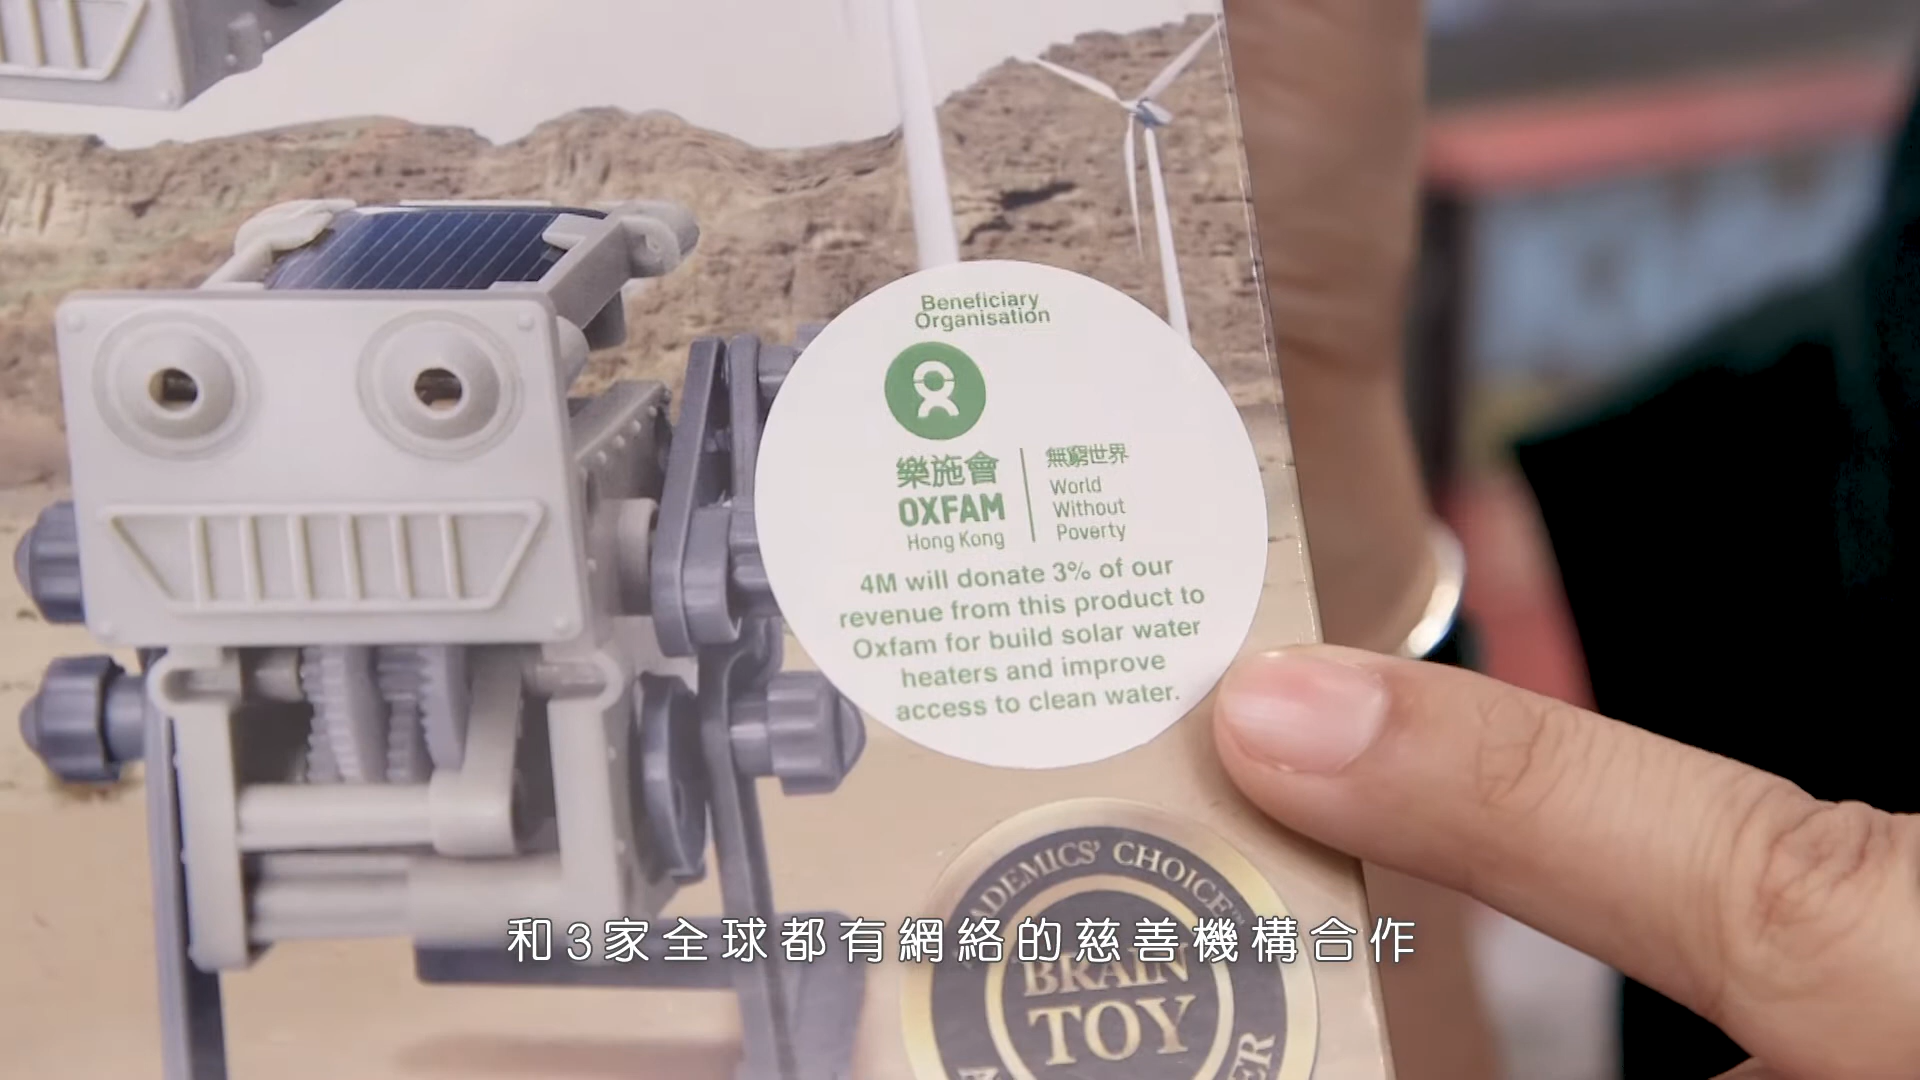 Beneficiary
Organisation
樂施會
OXFAM
Hong Kong
無窮世界
World
Without
Poverty
4M will donate 3% of our
revenue from this product to
Oxfam for build solar water
heaters and improve
access to clean water.
CHOICE™
BRAIN
TOY
和3家全球都有網絡的慈善機構合作